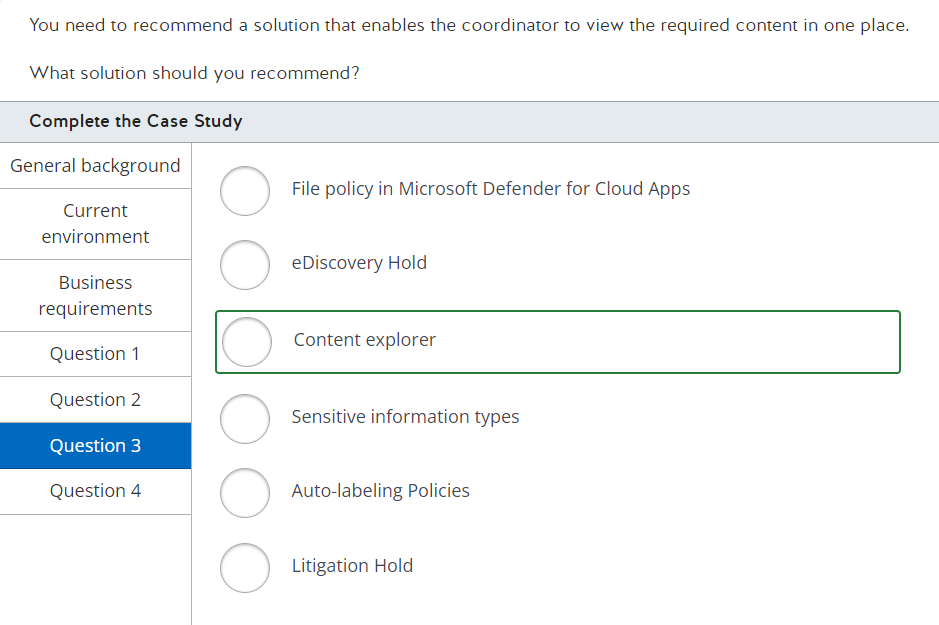 You need to recommend a solution that enables the coordinator to view the required content in one place.
What solution should you recommend?
Complete the Case Study
General background
Current
environment
Business
requirements
Question 1
Question 2
Question 3
Question 4
File policy in Microsoft Defender for Cloud Apps
eDiscovery Hold
Content explorer
Sensitive information types
Auto-labeling Policies
Litigation Hold